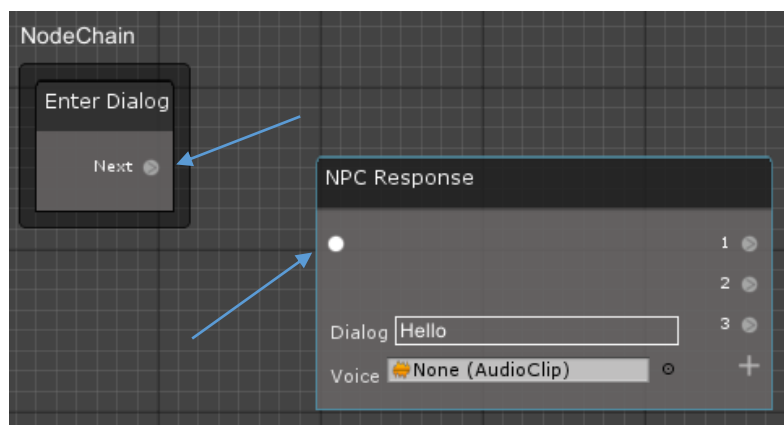 NodeChain
Enter Dialog
Next
NPC Response
1
2
3
Dialog Hello
Voice None (AudioClip)